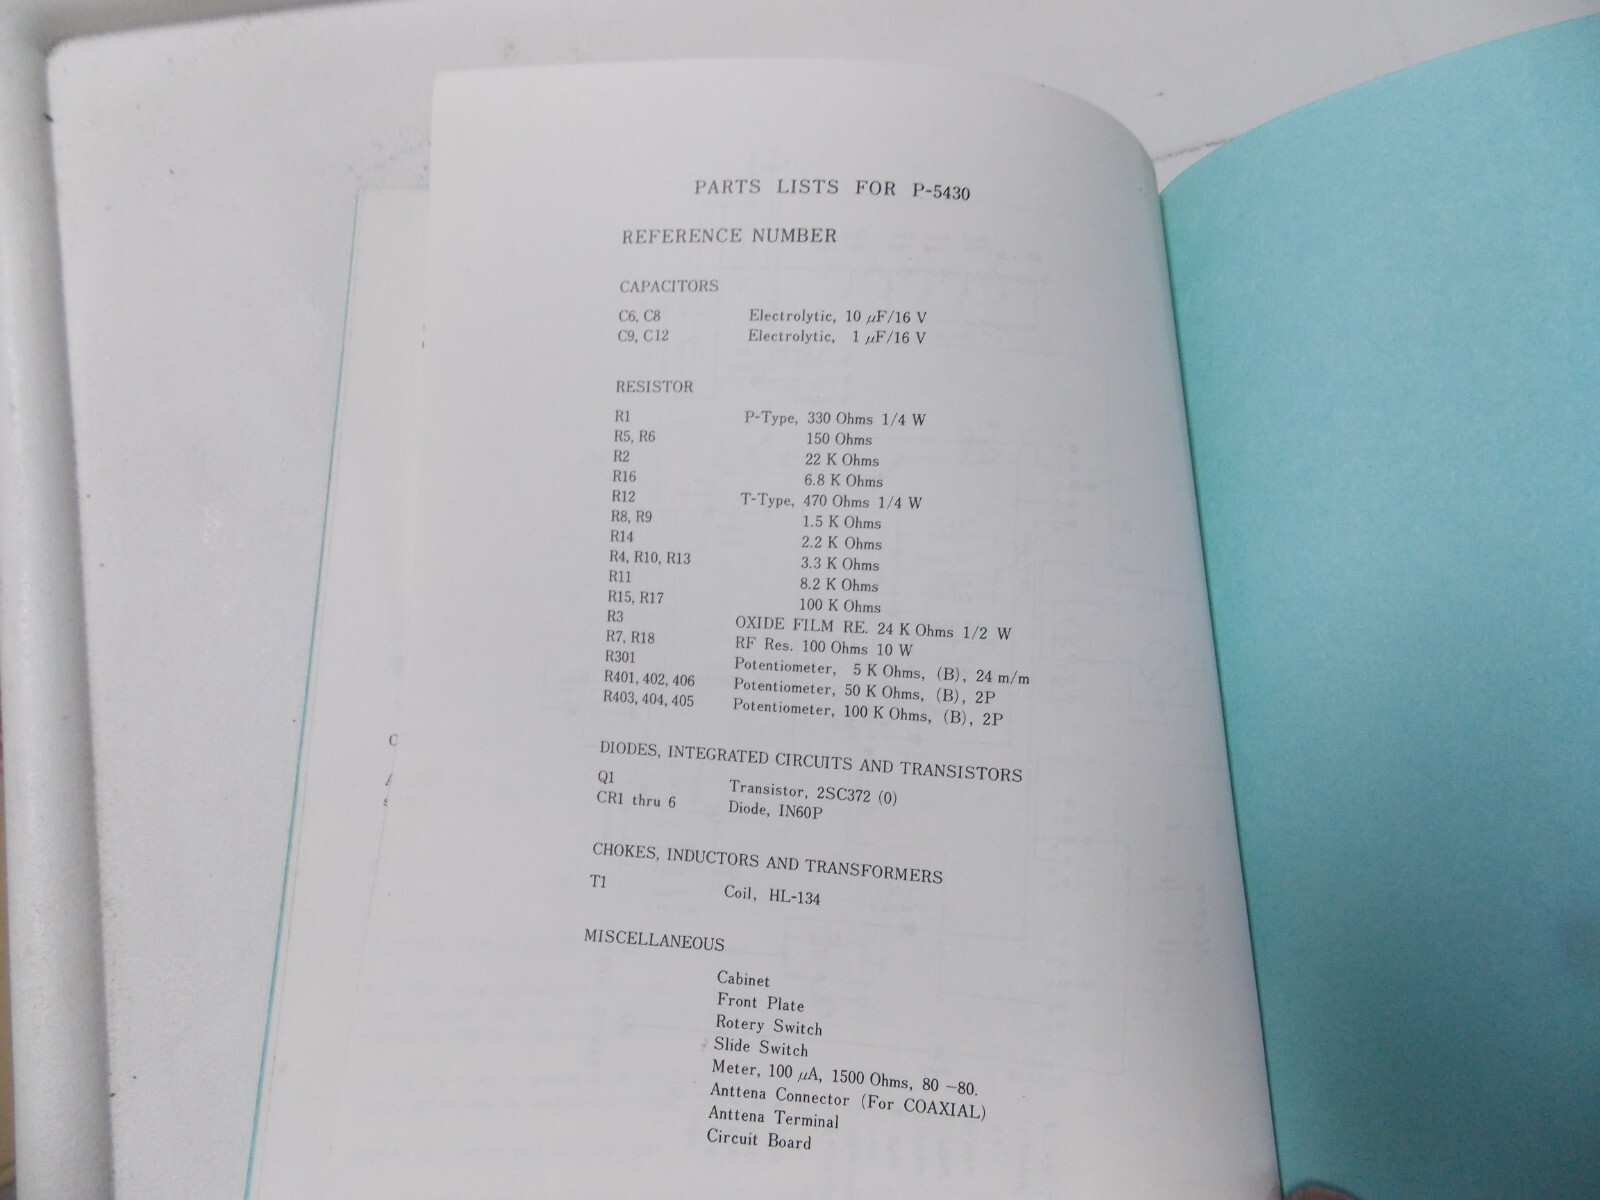 PARTS LISTS FOR P-5430
REFERENCE NUMBER
CAPACITORS
C6, C8 Electrolytic, 10 μF/16 V
C9, C12 Electrolytic, 1 μF/16 V
RESISTOR
R1 P-Type, 330 Ohms 1/4 W
R5, R6 150 Ohms
R2 22 K Ohms
R16 6.8 K Ohms
R12 T-Type, 470 Ohms 1/4 W
R8, R9 1.5 K Ohms
R14 2.2 K Ohms
R4, R10, R13 3.3 K Ohms
R11 8.2 K Ohms
R15, R17 100 K Ohms
R3 OXIDE FILM RE. 24 K Ohms 1/2 W
R7, R18 RF Res. 100 Ohms 10 W
R301 Potentiometer, 5 K Ohms, (B), 24 m/m
R401, 402, 406 Potentiometer, 50 K Ohms, (B), 2P
R403, 404, 405 Potentiometer, 100 K Ohms, (B), 2P
DIODES, INTEGRATED CIRCUITS AND TRANSISTORS
Q1 Transistor, 2SC372 (0)
CR1 thru 6 Diode, IN60P
CHOKES, INDUCTORS AND TRANSFORMERS
T1 Coil, HL-134
MISCELLANEOUS
Cabinet
Front Plate
Rotery Switch
Slide Switch
Meter, 100 μA, 1500 Ohms, 80 -80.
Anttena Connector (For COAXIAL)
Anttena Terminal
Circuit Board